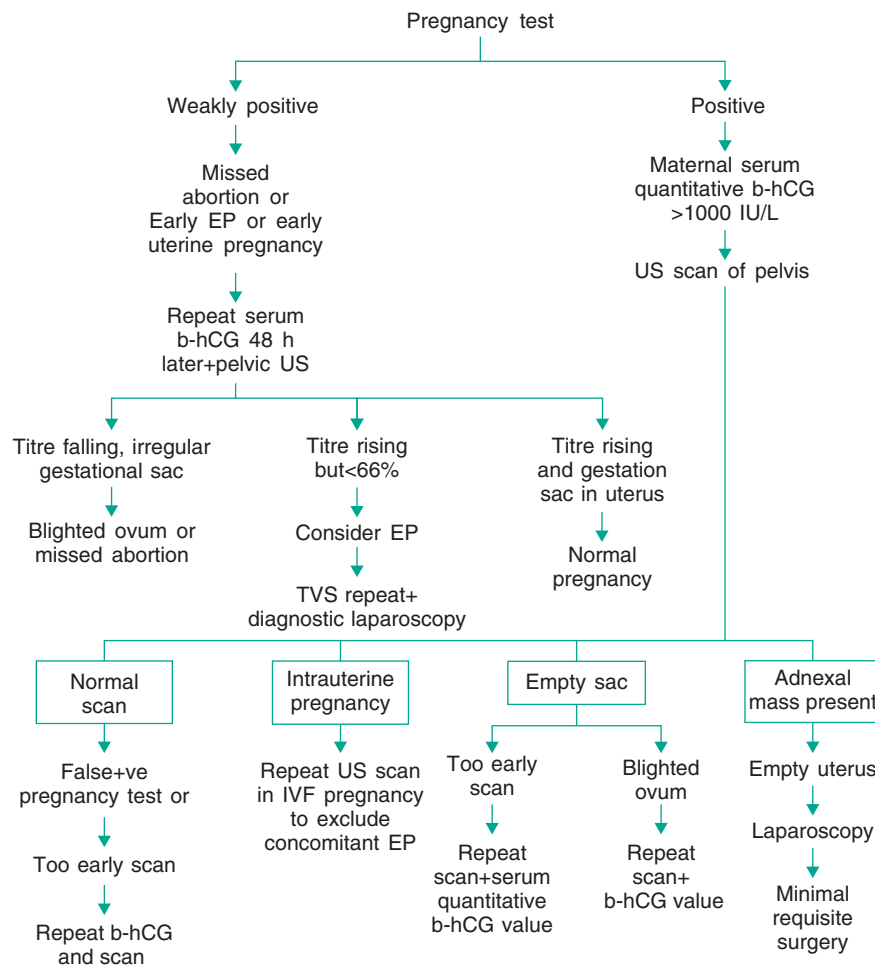 Pregnancy test
Weakly positive
Positive
Missed
abortion or
Early EP or early
uterine pregnancy
Maternal serum
quantitative b-hCG
>1000 IU/L
US scan of pelvis
Repeat serum
b-hCG 48 h
later+pelvic US
Titre falling, irregular
gestational sac
Titre rising
but<66%
Titre rising
and gestation
sac in uterus
Blighted ovum or
missed abortion
Consider EP
Normal
pregnancy
TVS repeat+
diagnostic laparoscopy
Normal
scan
Intrauterine
pregnancy
Empty sac
Adnexal
mass present
False+ve
pregnancy test or
Repeat US scan
in IVF pregnancy
to exclude
concomitant EP
Too early
scan
Blighted
ovum
Empty uterus
Too early scan
Repeat
scan+serum
quantitative
b-hCG value
Repeat
scan+
b-hCG value
Laparoscopy
Repeat b-hCG
and scan
Minimal
requisite
surgery